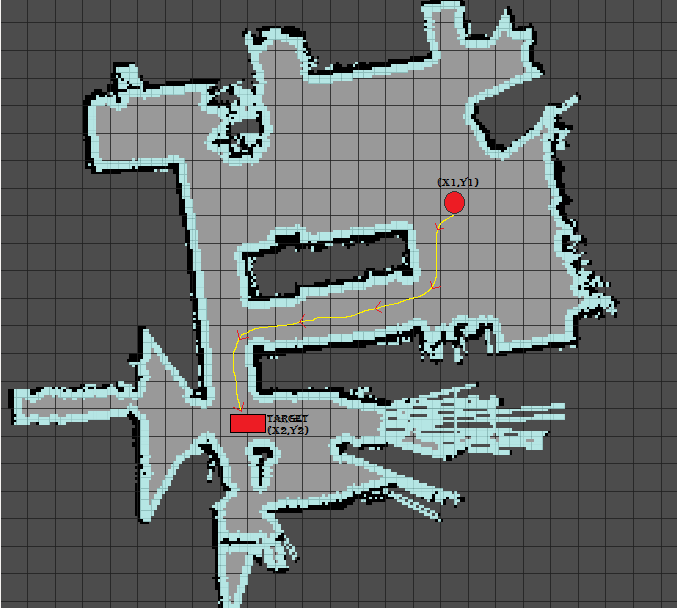 (X1,Y1)
TARGET
(X2,Y2)